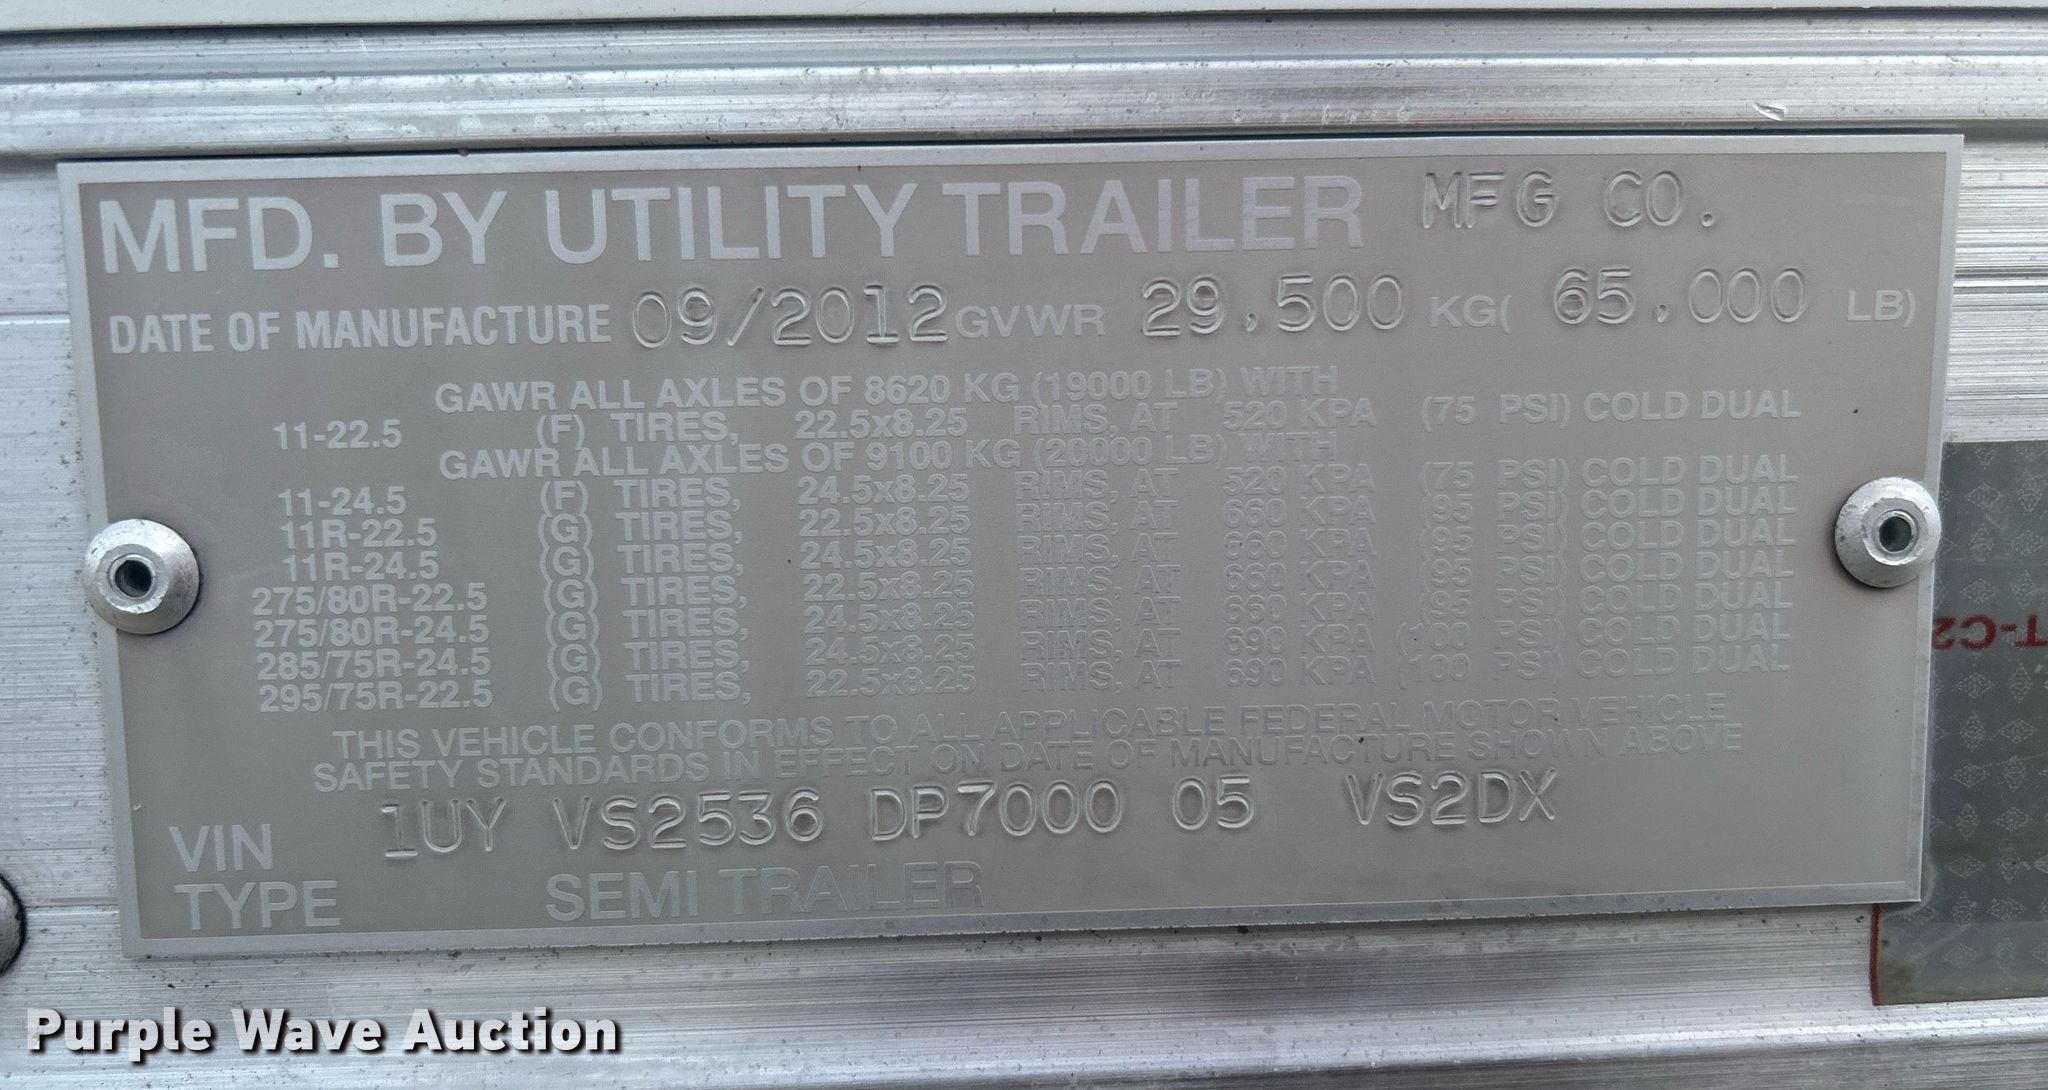 MFD. BY UTILITY TRAILER MFG CO.
DATE OF MANUFACTURE 09/2012 GVWR 29,500 KG( 65,000 LB)
GAWR ALL AXLES OF 8620 KG (19000 LB) WITH
11-22.5 (F) TIRES, 22.5x8.25 RIMS, AT 520 KPA (75 PSI) COLD DUAL
GAWR ALL AXLES OF 9100 KG (20000 LB) WITH
11-24.5 (F) TIRES, 24.5x8.25 RIMS, AT 520 KPA (75 PSI) COLD DUAL
11R-22.5 (G) TIRES, 22.5x8.25 RIMS, AT 660 KPA (95 PSI) COLD DUAL
11R-24.5 (G) TIRES, 24.5x8.25 RIMS, AT 660 KPA (95 PSI) COLD DUAL
275/80R-22.5 (G) TIRES, 22.5x8.25 RIMS, AT 660 KPA (95 PSI) COLD DUAL
275/80R-24.5 (G) TIRES, 24.5x8.25 RIMS, AT 660 KPA (95 PSI) COLD DUAL
285/75R-24.5 (G) TIRES, 24.5x8.25 RIMS, AT 690 KPA (100 PSI) COLD DUAL
295/75R-22.5 (G) TIRES, 22.5x8.25 RIMS, AT 690 KPA (100 PSI) COLD DUAL
THIS VEHICLE CONFORMS TO ALL APPLICABLE FEDERAL MOTOR VEHICLE
SAFETY STANDARDS IN EFFECT ON DATE OF MANUFACTURE SHOWN ABOVE
VIN 1UY VS2536 DP7000 05 VS2DX
TYPE SEMI TRAILER
T-C2
Purple Wave Auction